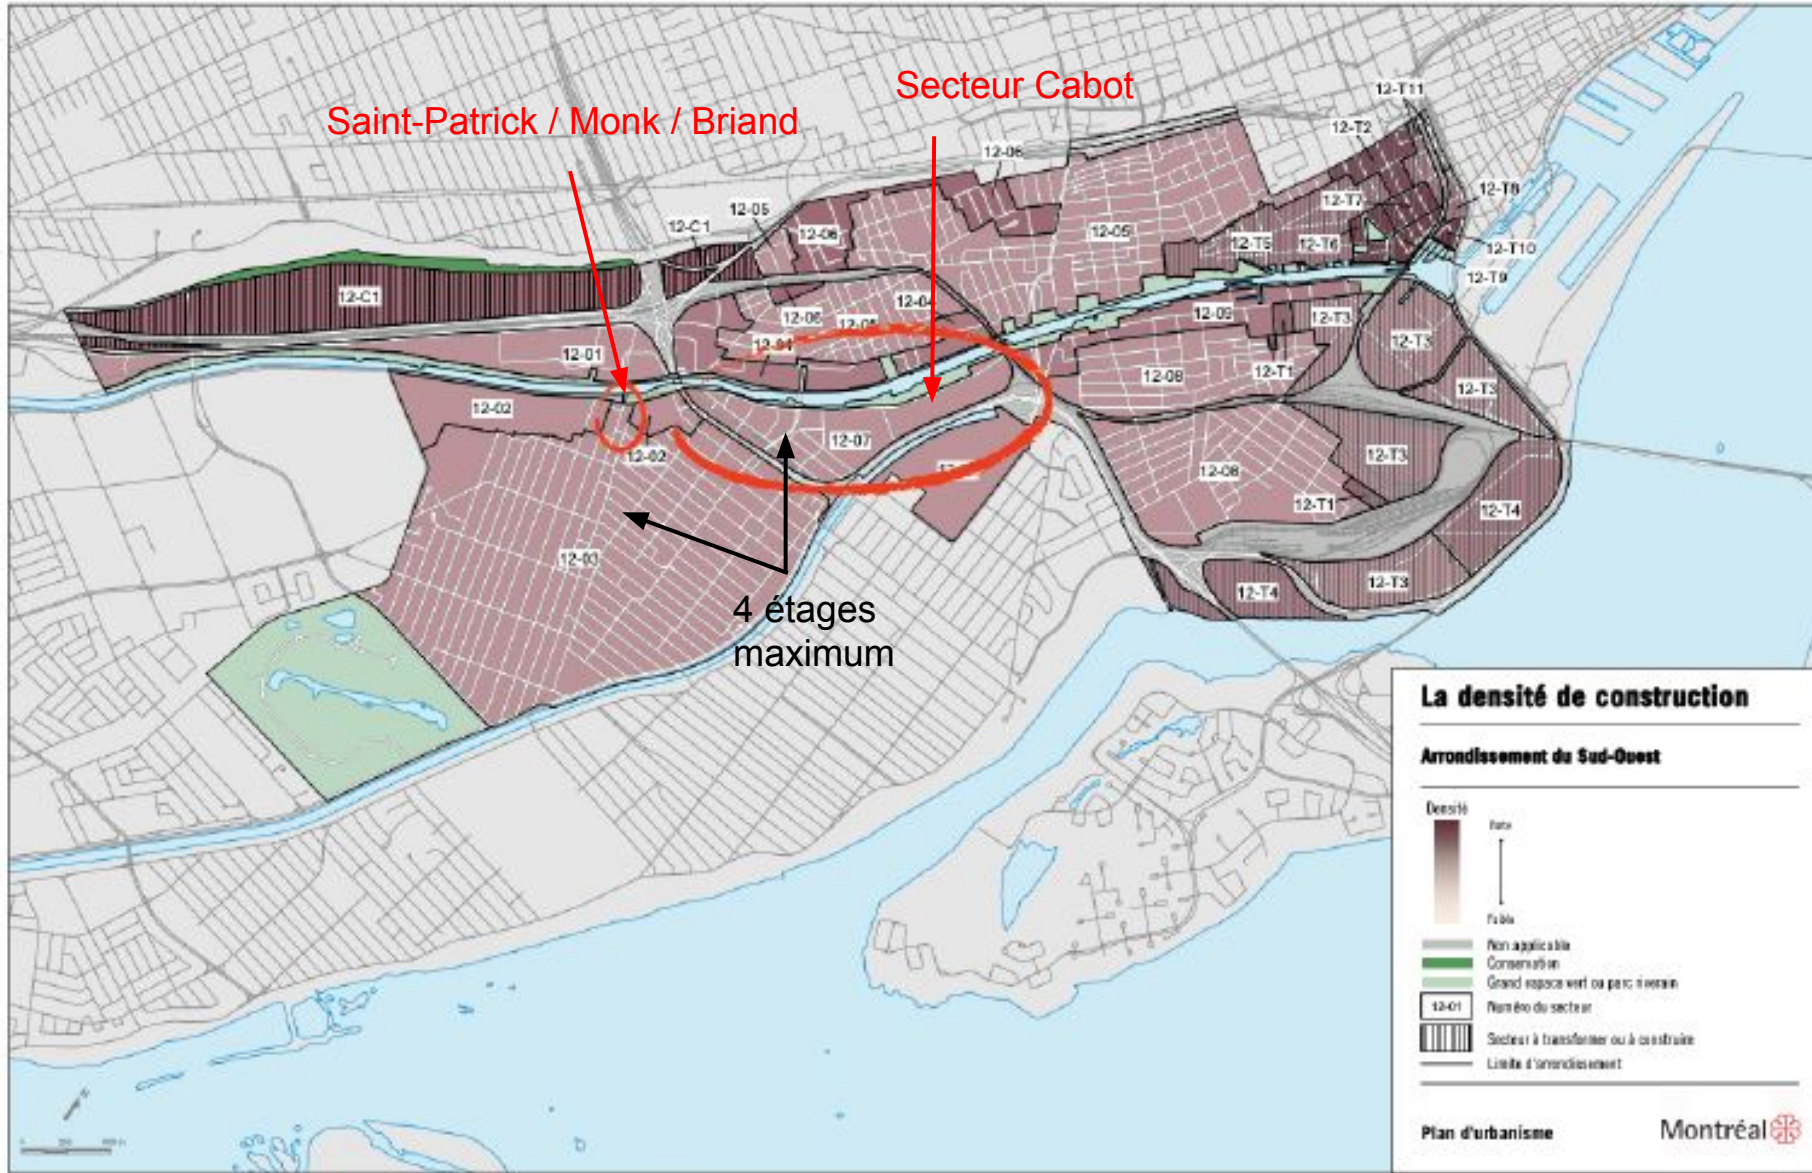 Saint-Patrick / Monk / Briand
Secteur Cabot
12-T11
12-T2
12-06
12-T8
12-05
12-T7
12-C1
12-06
12-05
12-T5
12-T6
12-T10
12-T9
12-C1
12-04
12-06
12-09
12-T3
12-01
12-T3
12-08
12-T1
12-T3
12-02
12-07
12-02
12-T3
12-08
12-T1
12-T4
12-03
12-T3
12-T4
4 étages
maximum
La densité de construction
Arrondissement du Sud-Ouest
Densité
Forte
Faible
Non applicable
Conservation
Grand espace vert ou parc riverain
12-01
Numéro du secteur
Secteur à transformer ou à construire
Limite d'arrondissement
Plan d'urbanisme
Montréal